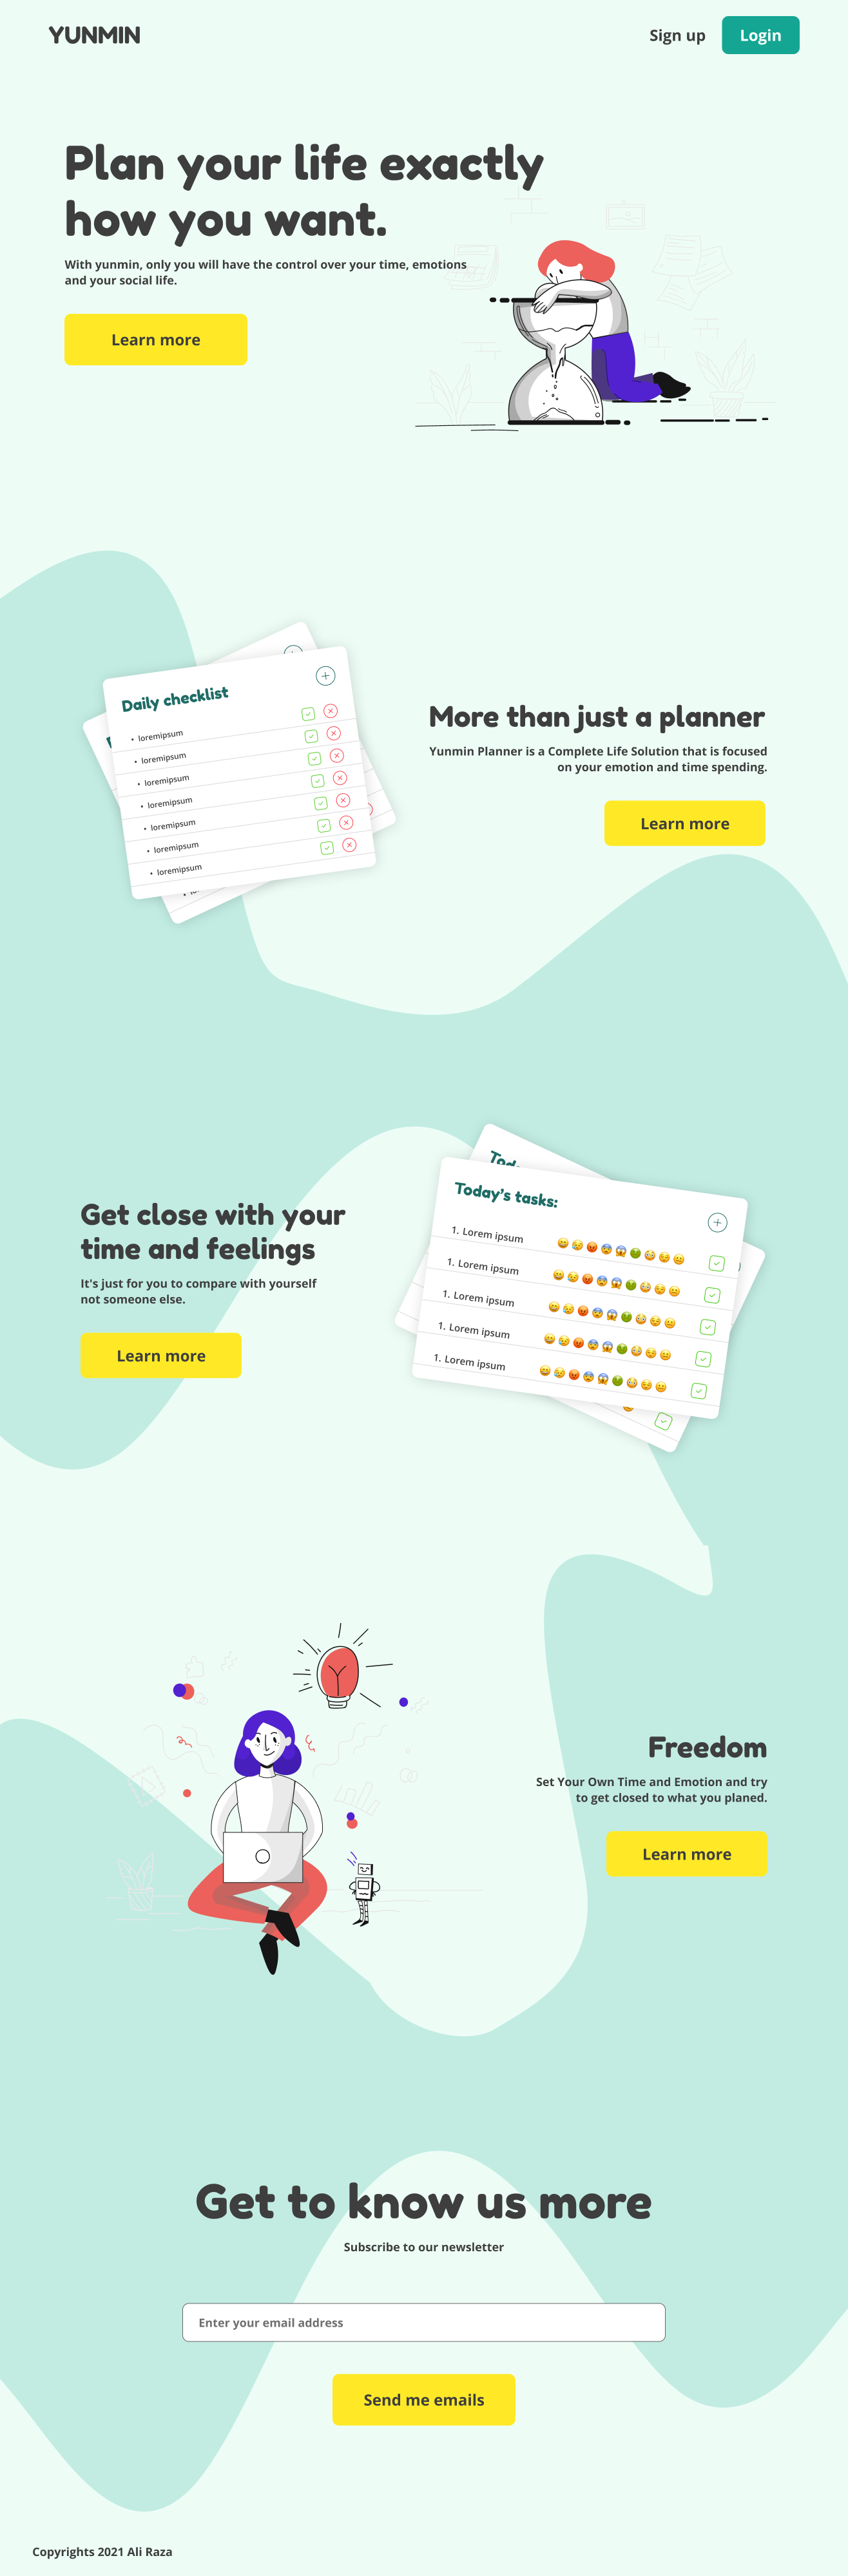 YUNMIN
Sign up
Login
Plan your life exactly
how you want.
With yunmin, only you will have the control over your time, emotions
and your social life.
Learn more
Daily checklist
• loremipsum
• loremipsum
• loremipsum
• loremipsum
• loremipsum
• loremipsum
• loremipsum
More than just a planner
Yunmin Planner is a Complete Life Solution that is focused
on your emotion and time spending.
Learn more
Get close with your
time and feelings
It's just for you to compare with yourself
not someone else.
Learn more
Today's tasks:
1. Lorem ipsum 😄😥😡😨😱🤢😳😌🙂
1. Lorem ipsum 😄😥😡😨😱🤢😳😌🙂
1. Lorem ipsum 😄😥😡😨😱🤢😳😌🙂
1. Lorem ipsum 😄😥😡😨😱🤢😳😌🙂
1. Lorem ipsum 😄😥😡😨😱🤢😳😌🙂
Freedom
Set Your Own Time and Emotion and try
to get closed to what you planed.
Learn more
Get to know us more
Subscribe to our newsletter
Enter your email address
Send me emails
Copyrights 2021 Ali Raza